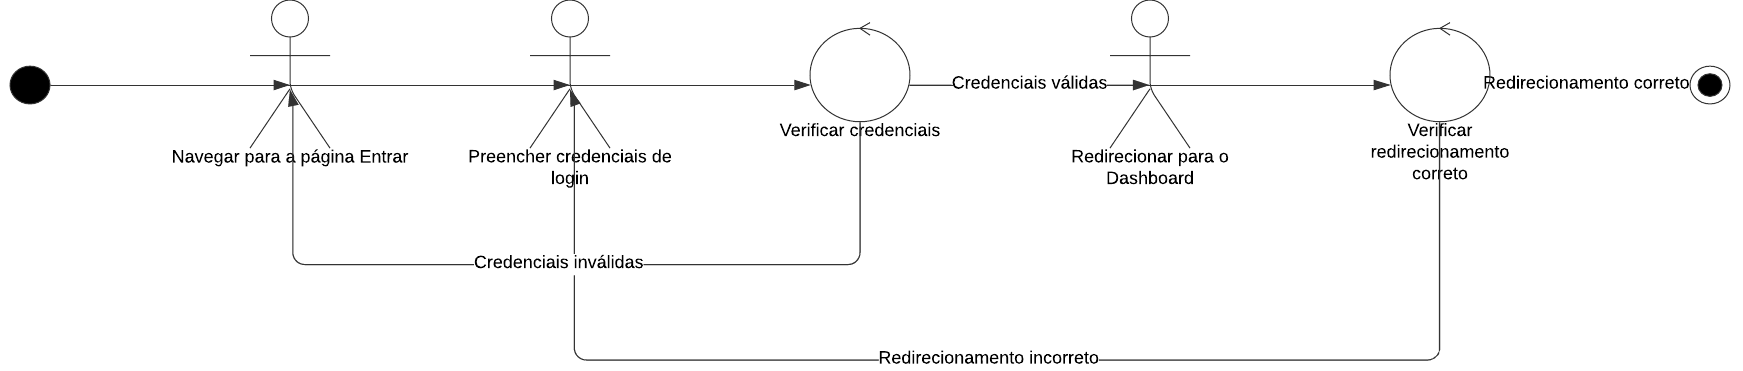 Credenciais válidas
Redirecionamento correto
Verificar credenciais
Verificar
redirecionamento
correto
Navegar para a página Entrar
Preencher credenciais de
login
Redirecionar para o
Dashboard
Credenciais inválidas
Redirecionamento incorreto